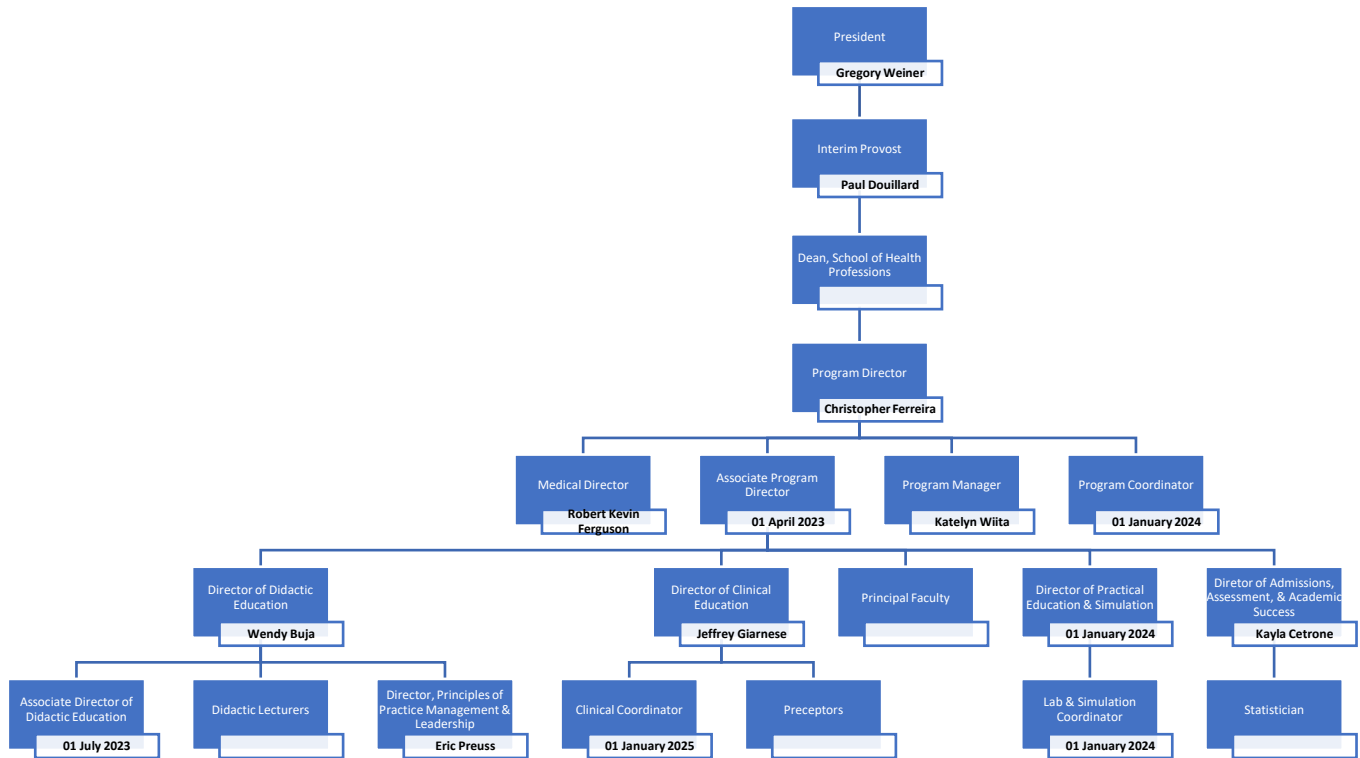 President
Gregory Weiner
Interim Provost
Paul Douillard
Dean, School of Health
Professions
Program Director
Christopher Ferreira
Medical Director
Robert Kevin
Ferguson
Associate Program
Director
01 April 2023
Program Manager
Katelyn Wiita
Program Coordinator
01 January 2024
Director of Didactic
Education
Wendy Buja
Director of Clinical
Education
Jeffrey Giarnese
Principal Faculty
Director of Practical
Education & Simulation
01 January 2024
Diretor of Admissions,
Assessment, & Academic
Success
Kayla Cetrone
Associate Director of
Didactic Education
01 July 2023
Didactic Lecturers
Director, Principles of
Practice Management &
Leadership
Eric Preuss
Clinical Coordinator
01 January 2025
Preceptors
Lab & Simulation
Coordinator
01 January 2024
Statistician